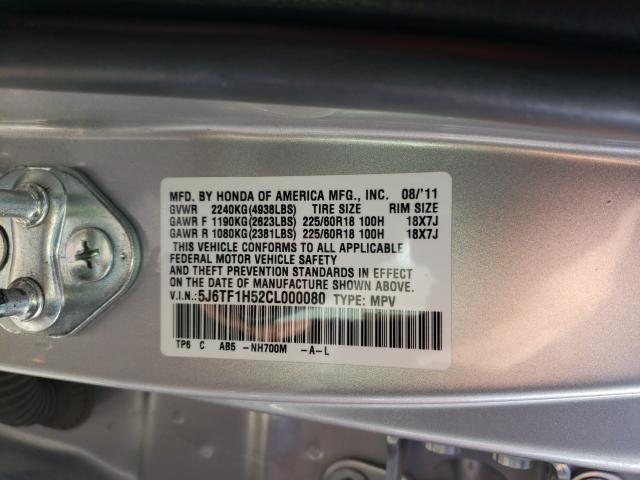 MFD. BY HONDA OF AMERICA MFG., INC. 08/'11
GVWR 2240KG(4938LBS) TIRE SIZE RIM SIZE
GAWR F 1190KG(2623LBS) 225/60R18 100H 18X7J
GAWR R 1080KG(2381LBS) 225/60R18 100H 18X7J
THIS VEHICLE CONFORMS TO ALL APPLICABLE
FEDERAL MOTOR VEHICLE SAFETY
AND THEFT PREVENTION STANDARDS IN EFFECT
ON THE DATE OF MANUFACTURE SHOWN ABOVE.
V.I.N.: 5J6TF1H52CL000080 TYPE: MPV
TP6 C AB5 -NH700M -A-L